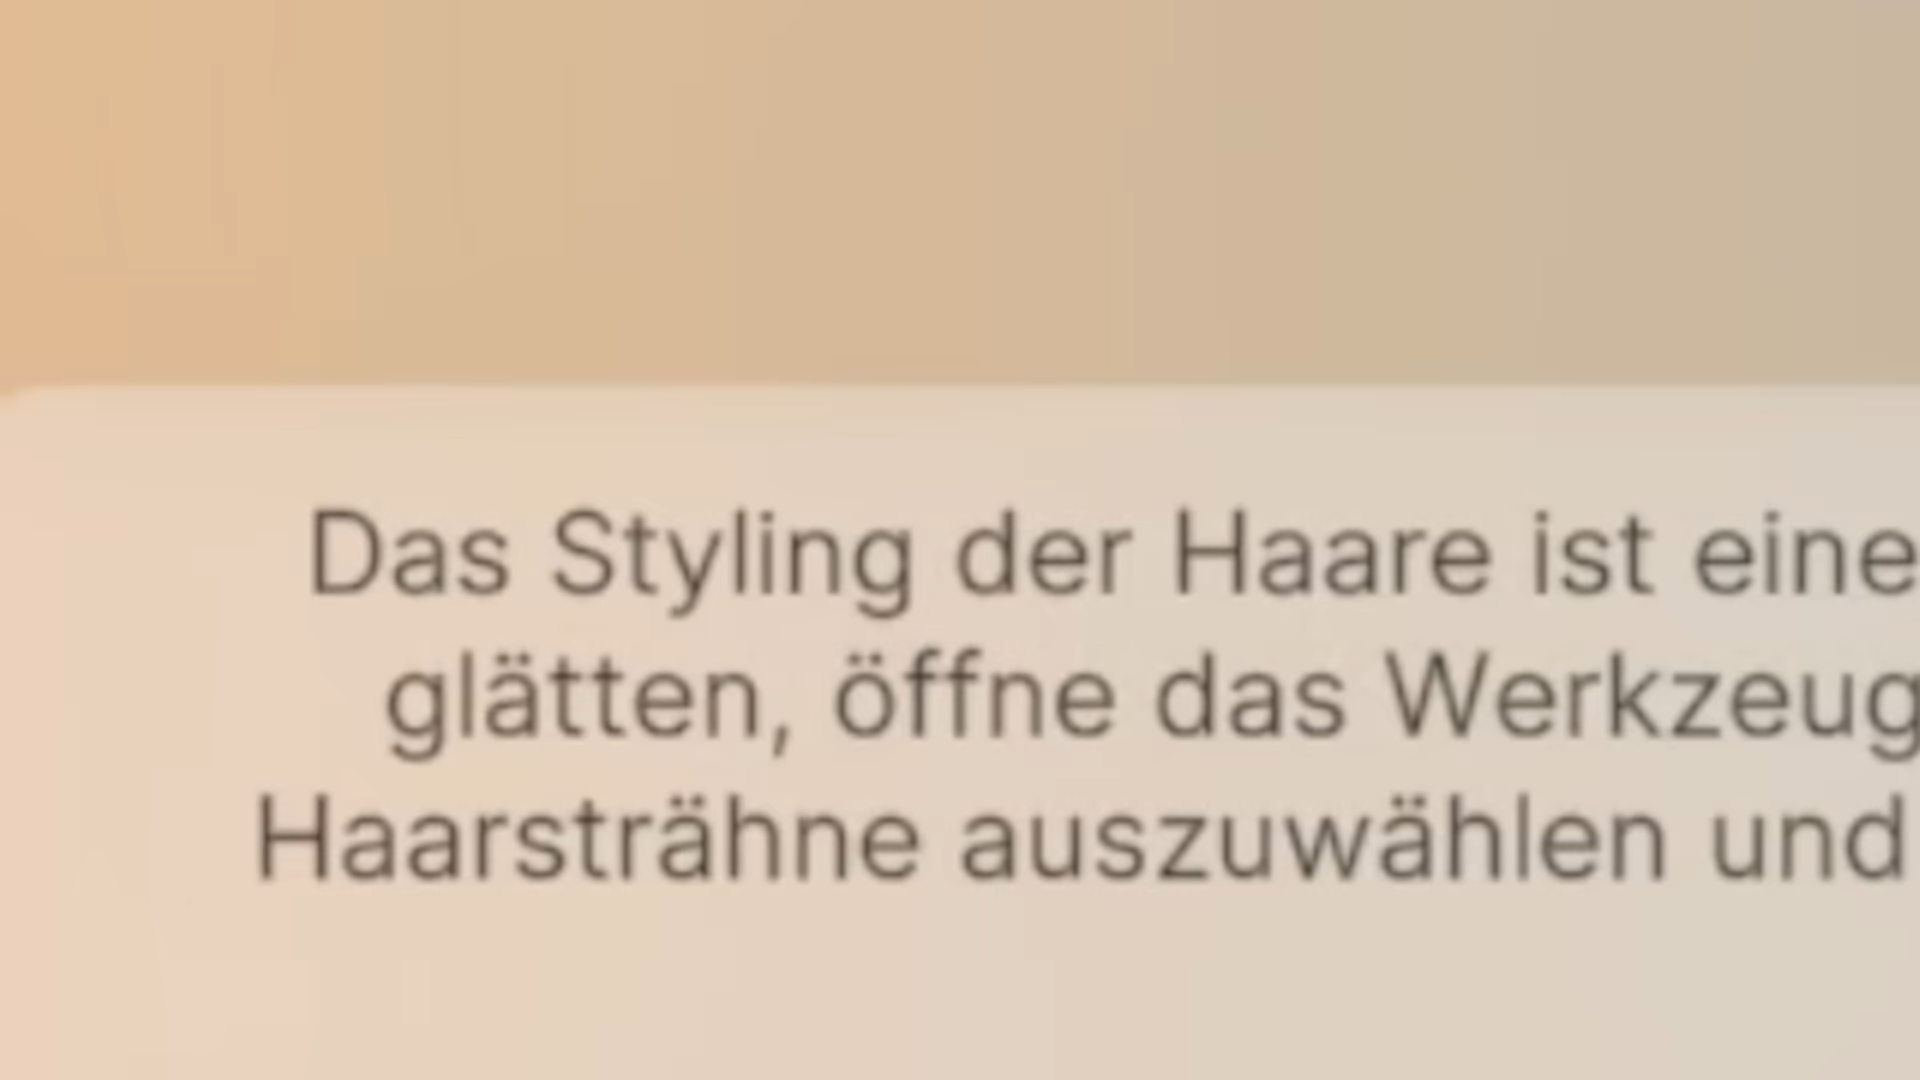 Das Styling der Haare ist eine
glätten, öffne das Werkzeug
Haarsträhne auszuwählen und